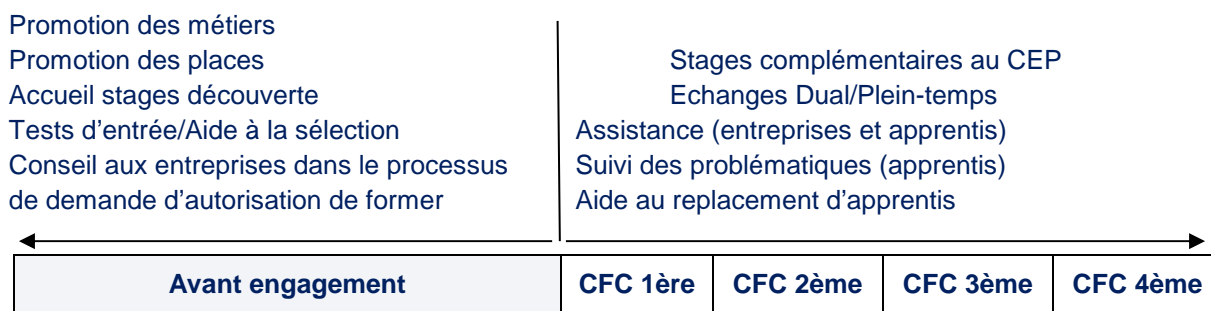 Promotion des métiers
Promotion des places
Accueil stages découverte
Tests d'entrée/Aide à la sélection
Conseil aux entreprises dans le processus
de demande d'autorisation de former
Stages complémentaires au CEP
Echanges Dual/Plein-temps
Assistance (entreprises et apprentis)
Suivi des problématiques (apprentis)
Aide au replacement d'apprentis
Avant engagement
CFC 1ère
CFC 2ème
CFC 3ème
CFC 4ème